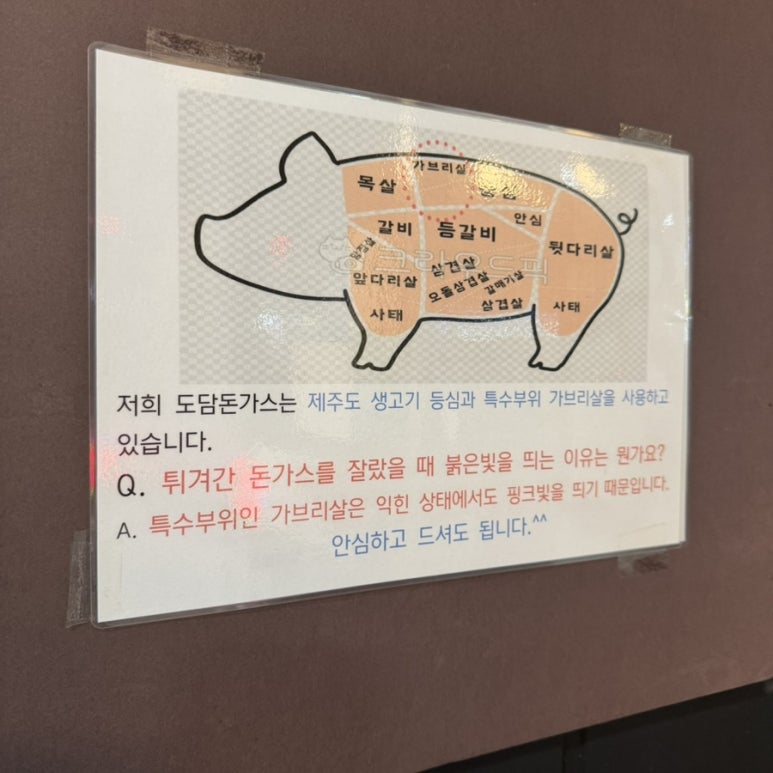 가브리살
목살
안심
갈비
등갈비
뒷다리살
삼겹살
앞다리살
오돌삼겹살
갈매기살
사태
삼겹살
사태
저희 도담돈가스는 제주도 생고기 등심과 특수부위 가브리살을 사용하고
있습니다.
Q. 튀겨간 돈가스를 잘랐을 때 붉은빛을 띄는 이유는 뭔가요?
A. 특수부위인 가브리살은 익힌 상태에서도 핑크빛을 띄기 때문입니다.
안심하고 드셔도 됩니다.^^